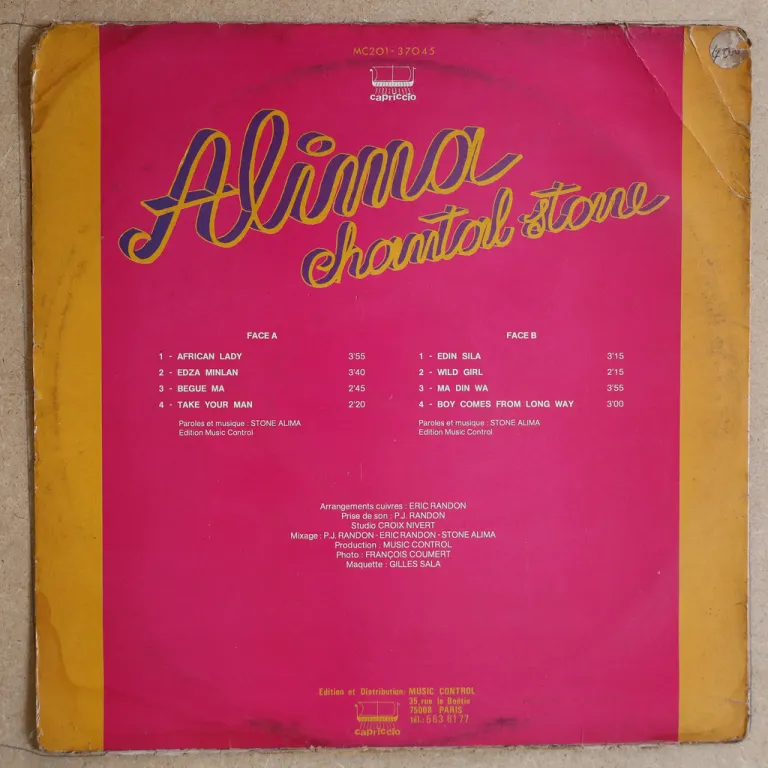 MC201-37045
capriccio
Alima
chantal stone
FACE A
1 - AFRICAN LADY 3'55
2 - EDZA MINLAN 3'40
3 - BEGUE MA 2'45
4 - TAKE YOUR MAN 2'20
Paroles et musique : STONE ALIMA
Edition Music Control
FACE B
1 - EDIN SILA 3'15
2 - WILD GIRL 2'15
3 - MA DIN WA 3'55
4 - BOY COMES FROM LONG WAY 3'00
Paroles et musique : STONE ALIMA
Edition Music Control
Arrangements cuivres : ERIC RANDON
Prise de son : P.J. RANDON
Studio CROIX NIVERT
Mixage : P.J. RANDON - ERIC RANDON - STONE ALIMA
Production : MUSIC CONTROL
Photo : FRANÇOIS COUMERT
Maquette : GILLES SALA
Edition et Distribution: MUSIC CONTROL
35, rue la Boétie
75008 PARIS
tél.: 563 61 77
capriccio